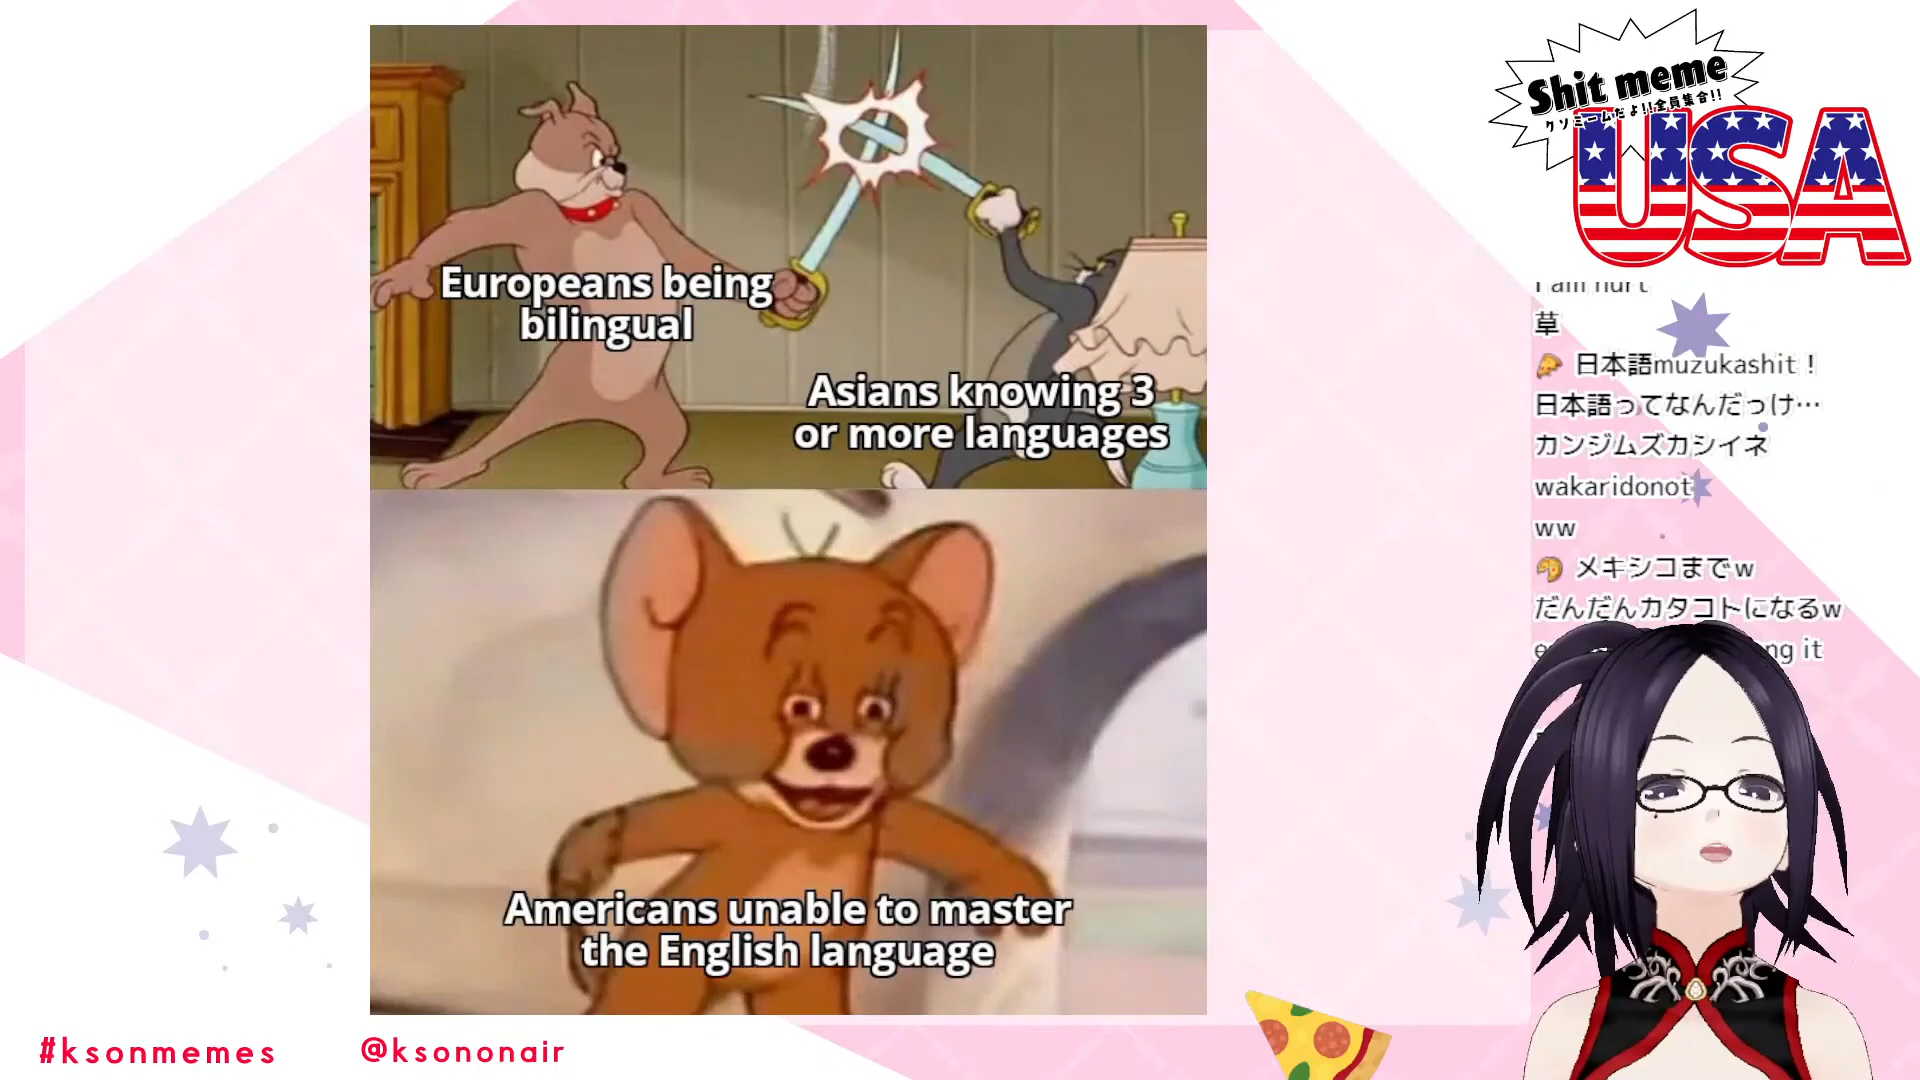 Europeans being
bilingual
Asians knowing 3
or more languages
Americans unable to master
the English language
Shit meme
クソミームだよ!!全員集合!!
USA
I am hurt
草
日本語muzukashit！
日本語ってなんだっけ…
カンジムズカシイネ
wakaridonot
ww
メキシコまでｗ
だんだんカタコトになるw
ng it
#ksonmemes
@ksononair